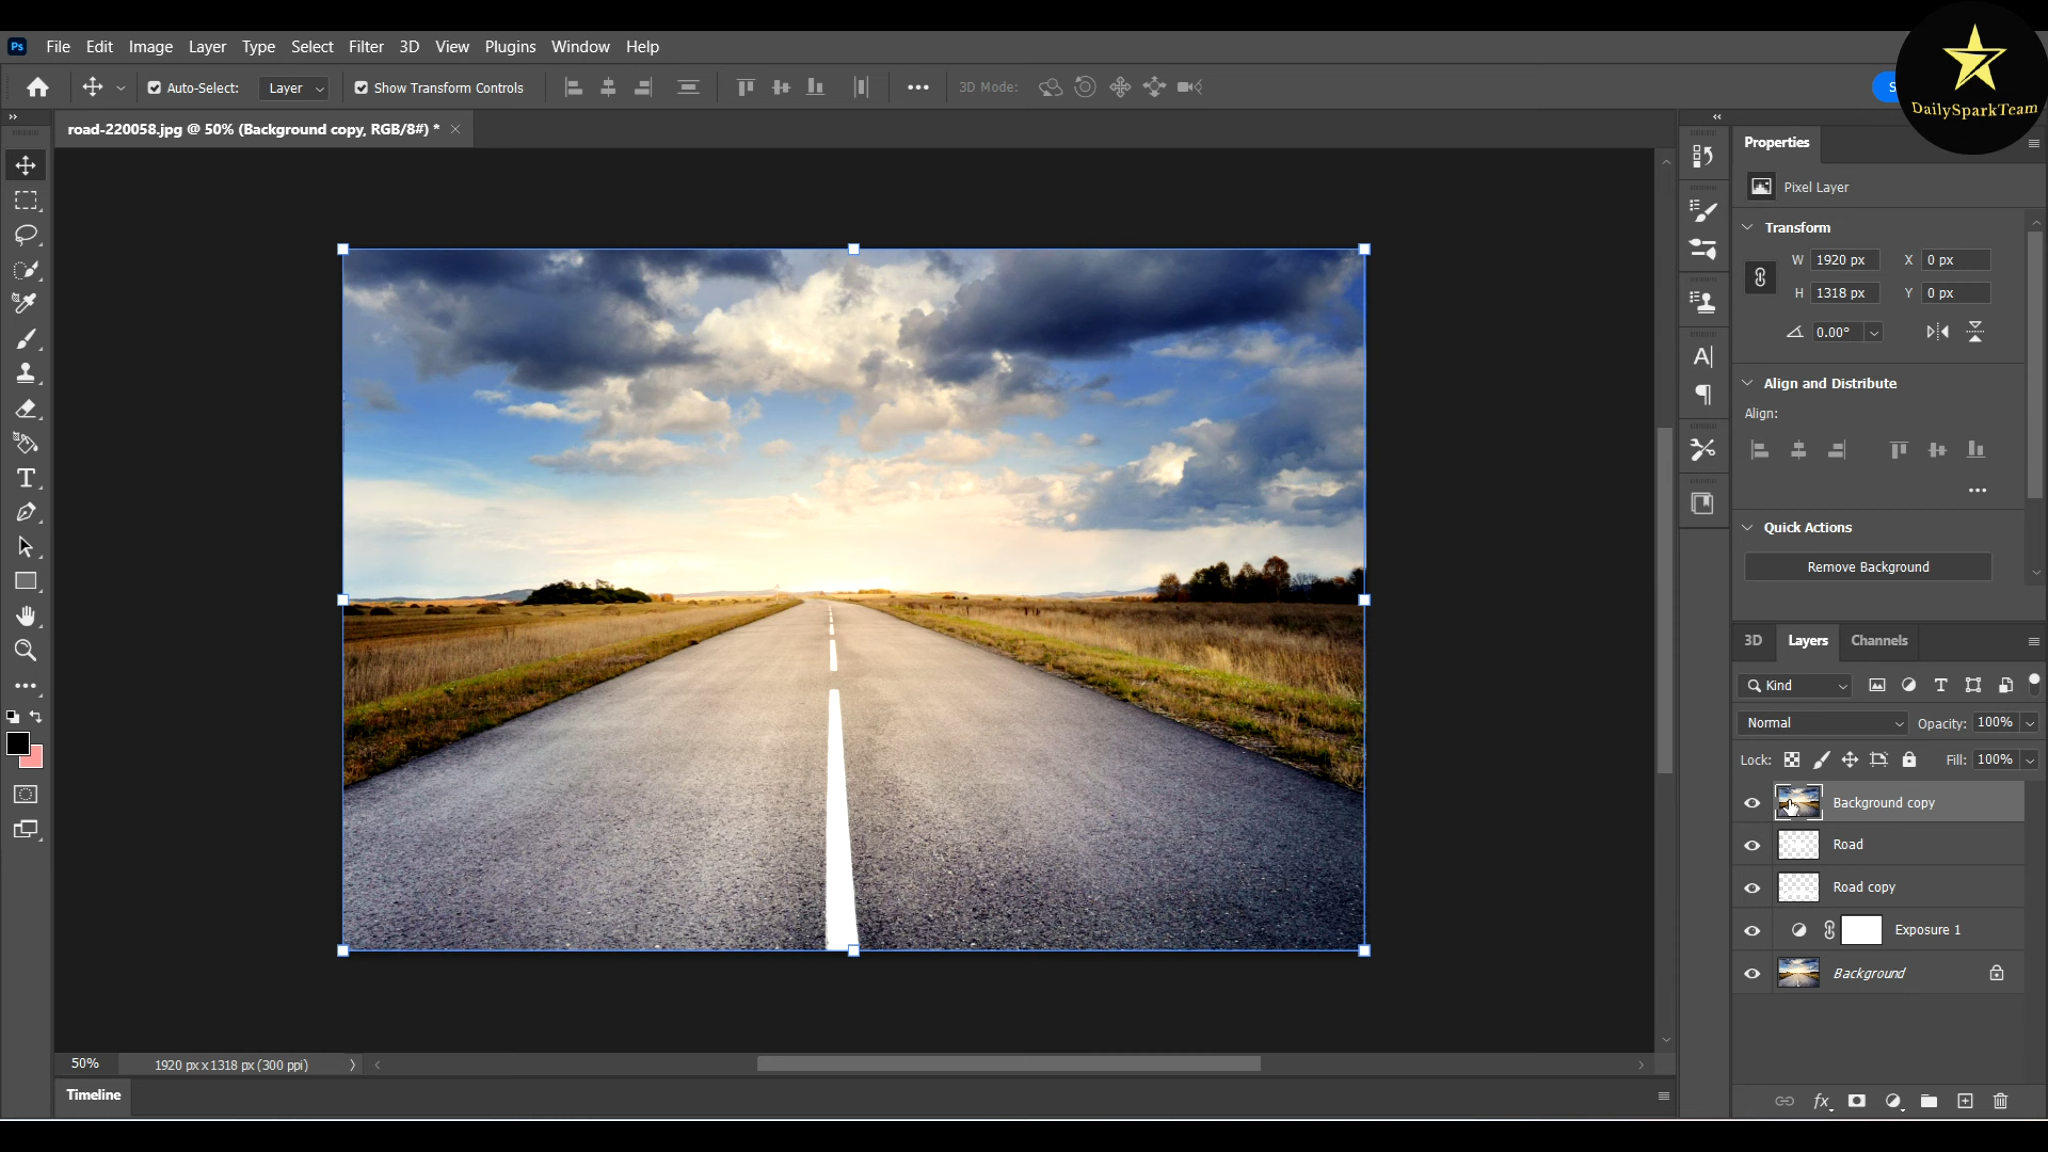 Ps File Edit Image Layer Type Select Filter 3D View Plugins Window Help
Auto-Select: Layer Show Transform Controls 3D Mode: S
DailySparkTeam
road-220058.jpg @ 50% (Background copy, RGB/8#) *
Properties
Pixel Layer
Transform
W 1920 px X 0 px
H 1318 px Y 0 px
0.00°
Align and Distribute
Align:
Quick Actions
Remove Background
3D Layers Channels
Kind
Normal Opacity: 100%
Lock: Fill: 100%
Background copy
Road
Road copy
Exposure 1
Background
fx
50% 1920 px x 1318 px (300 ppi)
Timeline